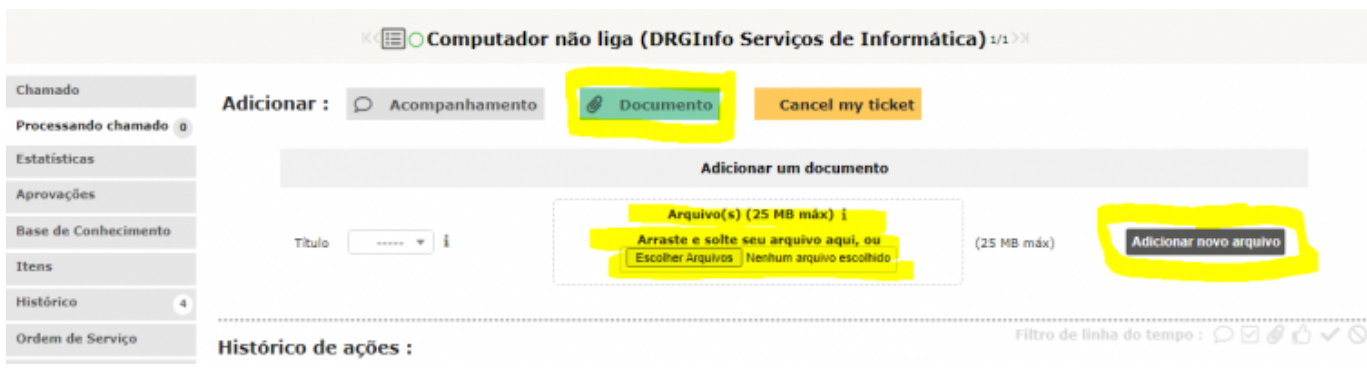 Computador não liga (DRGInfo Serviços de Informática) 1/1
Chamado
Processando chamado 0
Estatísticas
Aprovações
Base de Conhecimento
Itens
Histórico 4
Ordem de Serviço
Adicionar : Acompanhamento Documento Cancel my ticket
Adicionar um documento
Arquivo(s) (25 MB máx) i
Título ----- i
Arraste e solte seu arquivo aqui, ou
Escolher Arquivos Nenhum arquivo escolhido
(25 MB máx)
Adicionar novo arquivo
Filtro de linha do tempo :
Histórico de ações :